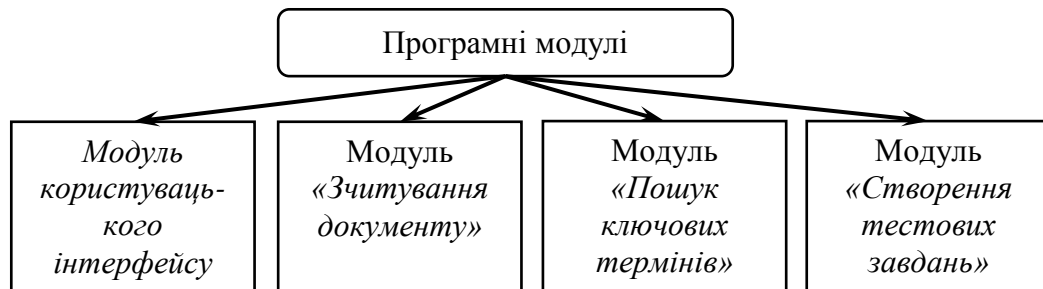 Програмні модулі
Модуль
користуваць-
кого
інтерфейсу
Модуль
«Зчитування
документу»
Модуль
«Пошук
ключових
термінів»
Модуль
«Створення
тестових
завдань»